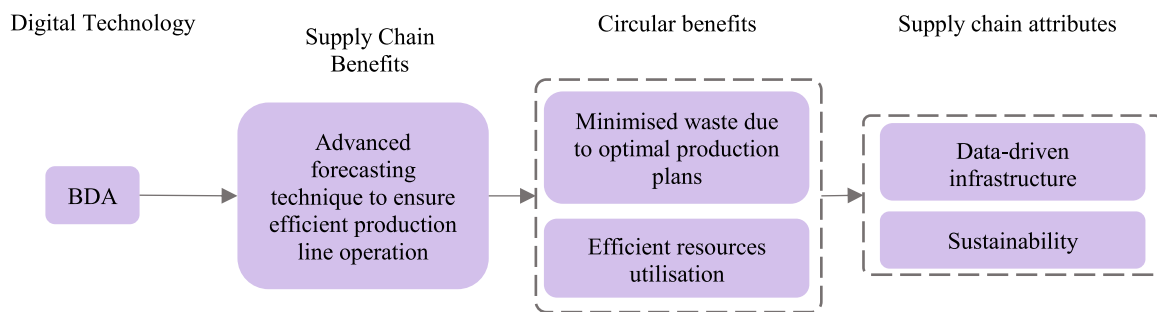 Digital Technology
Supply Chain
Benefits
Circular benefits
Supply chain attributes
BDA
Advanced
forecasting
technique to ensure
efficient production
line operation
Minimised waste due
to optimal production
plans
Efficient resources
utilisation
Data-driven
infrastructure
Sustainability